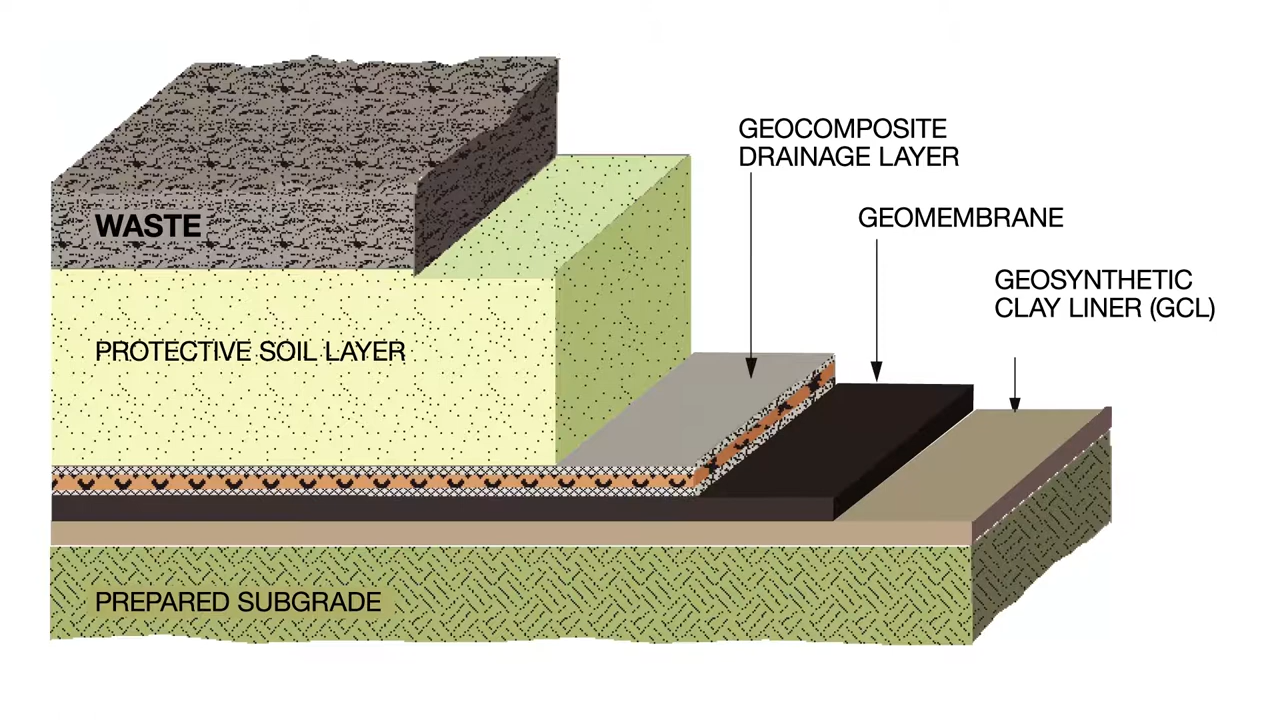 GEOCOMPOSITE
DRAINAGE LAYER
GEOMEMBRANE
WASTE
GEOSYNTHETIC
CLAY LINER (GCL)
PROTECTIVE SOIL LAYER
PREPARED SUBGRADE